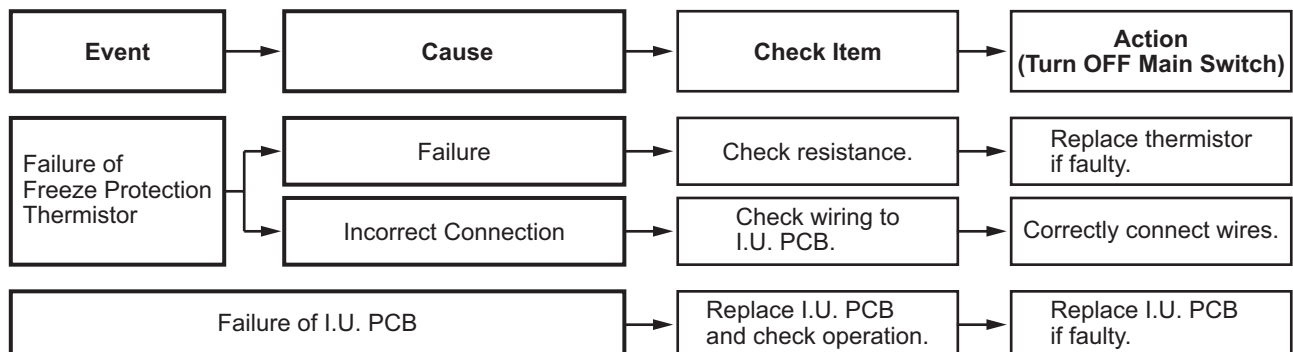 Event
Cause
Check Item
Action
(Turn OFF Main Switch)
Failure of
Freeze Protection
Thermistor
Failure
Check resistance.
Replace thermistor
if faulty.
Incorrect Connection
Check wiring to
I.U. PCB.
Correctly connect wires.
Failure of I.U. PCB
Replace I.U. PCB
and check operation.
Replace I.U. PCB
if faulty.